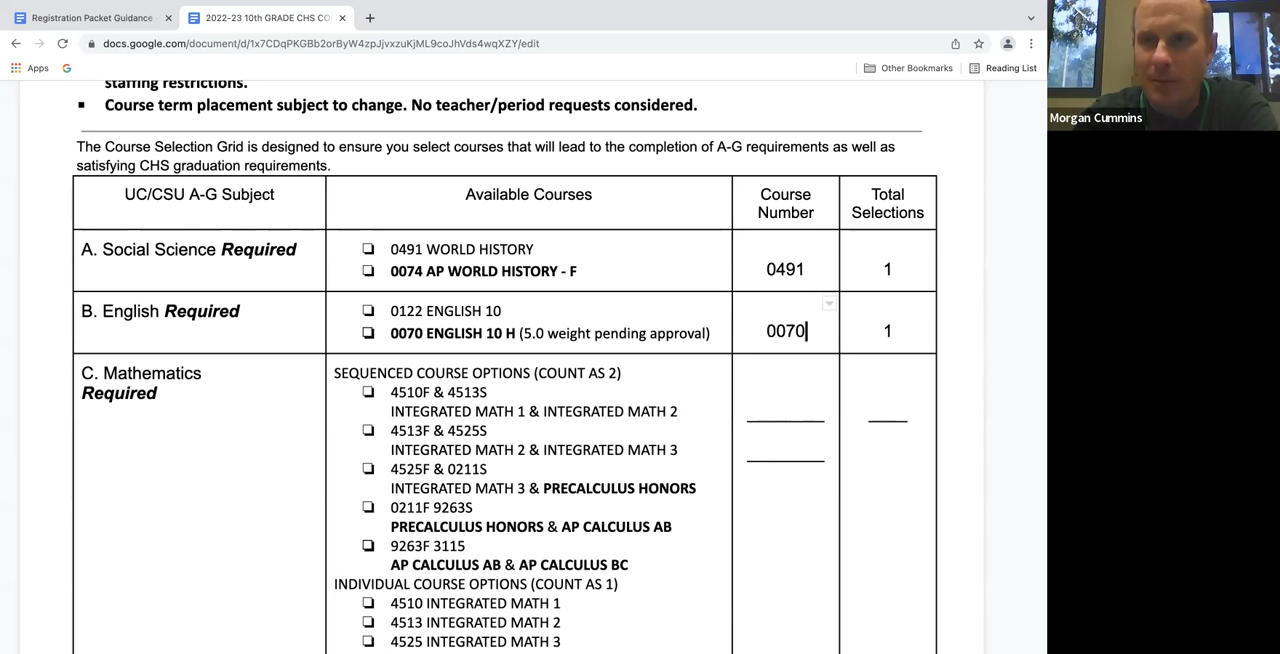 Registration Packet Guidance
2022-23 10th GRADE CHS CO
docs.google.com/document/d/1x7CDqPKGBb2orByW4zpJjvxzuKjML9coJhVds4wqXZY/edit
Apps
Other Bookmarks
Reading List
Morgan Cummins
staffing restrictions.
▪ Course term placement subject to change. No teacher/period requests considered.
The Course Selection Grid is designed to ensure you select courses that will lead to the completion of A-G requirements as well as
satisfying CHS graduation requirements.
UC/CSU A-G Subject
Available Courses
Course
Number
Total
Selections
A. Social Science Required
❏ 0491 WORLD HISTORY
❏ 0074 AP WORLD HISTORY - F
0491
1
B. English Required
❏ 0122 ENGLISH 10
❏ 0070 ENGLISH 10 H (5.0 weight pending approval)
0070
1
C. Mathematics
Required
SEQUENCED COURSE OPTIONS (COUNT AS 2)
❏ 4510F & 4513S
INTEGRATED MATH 1 & INTEGRATED MATH 2
❏ 4513F & 4525S
INTEGRATED MATH 2 & INTEGRATED MATH 3
❏ 4525F & 0211S
INTEGRATED MATH 3 & PRECALCULUS HONORS
❏ 0211F 9263S
PRECALCULUS HONORS & AP CALCULUS AB
❏ 9263F 3115
AP CALCULUS AB & AP CALCULUS BC
INDIVIDUAL COURSE OPTIONS (COUNT AS 1)
❏ 4510 INTEGRATED MATH 1
❏ 4513 INTEGRATED MATH 2
❏ 4525 INTEGRATED MATH 3